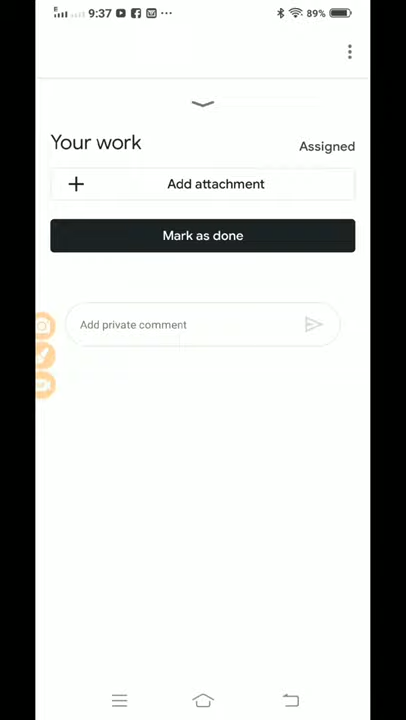 E
9:37
89%
Your work
Assigned
Add attachment
Mark as done
Add private comment